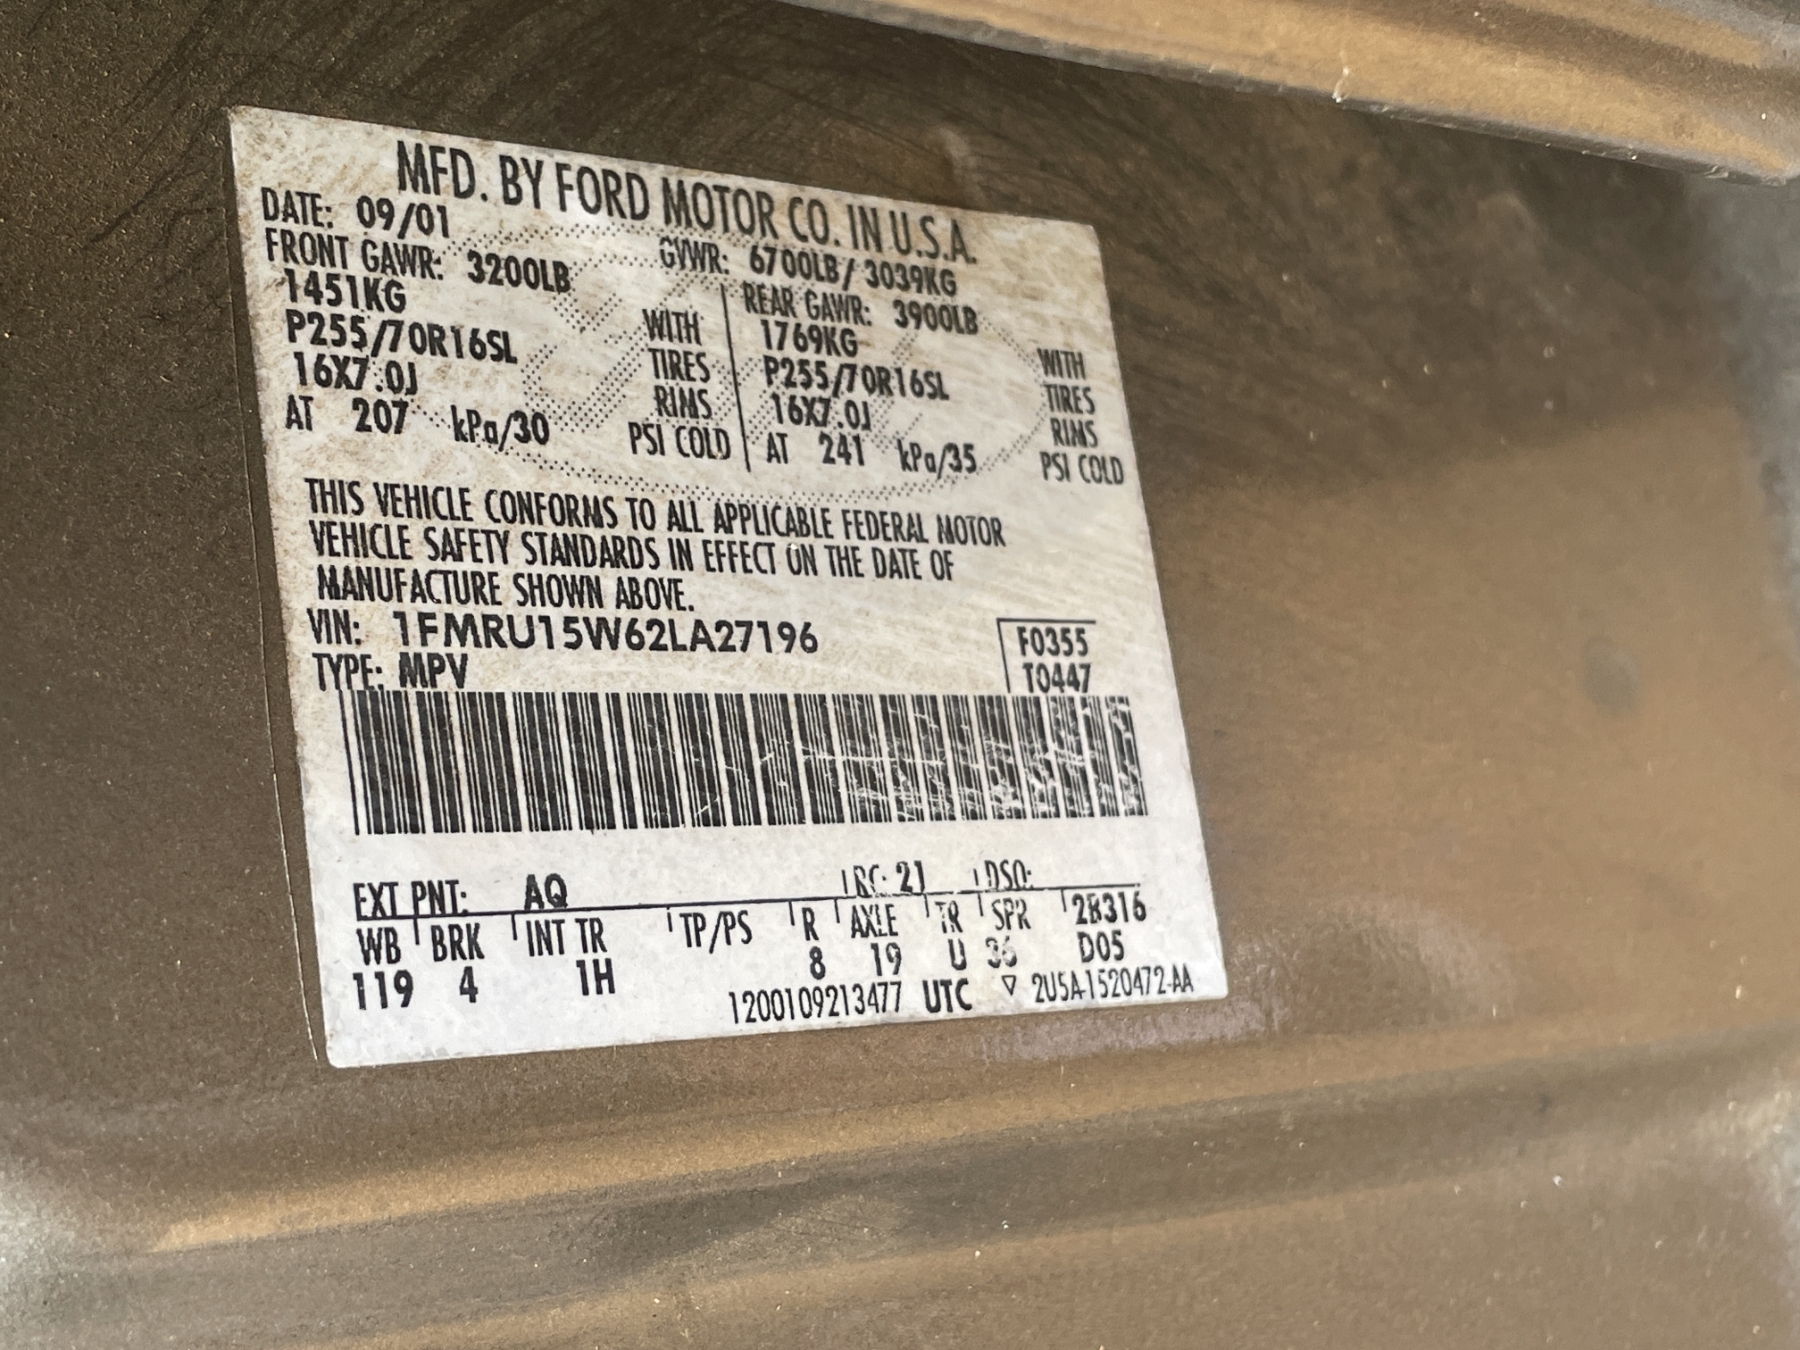 MFD. BY FORD MOTOR CO. IN U.S.A.
DATE: 09/01 GVWR: 6700LB/ 3039KG
FRONT GAWR: 3200LB REAR GAWR: 3900LB
1451KG WITH 1769KG WITH
P255/70R16SL TIRES P255/70R16SL TIRES
16X7.0J RIMS 16X7.0J RIMS
AT 207 kPa/30 PSI COLD AT 241 kPa/35 PSI COLD
THIS VEHICLE CONFORMS TO ALL APPLICABLE FEDERAL MOTOR
VEHICLE SAFETY STANDARDS IN EFFECT ON THE DATE OF
MANUFACTURE SHOWN ABOVE.
VIN: 1FMRU15W62LA27196 F0355
TYPE: MPV T0447
EXT PNT: AQ RC: 21 DSO:
WB BRK INT TR TP/PS R AXLE TR SPR 2B316
119 4 1H 8 19 U 36 D05
1200109213477 UTC ▽ 2U5A-1520472-AA